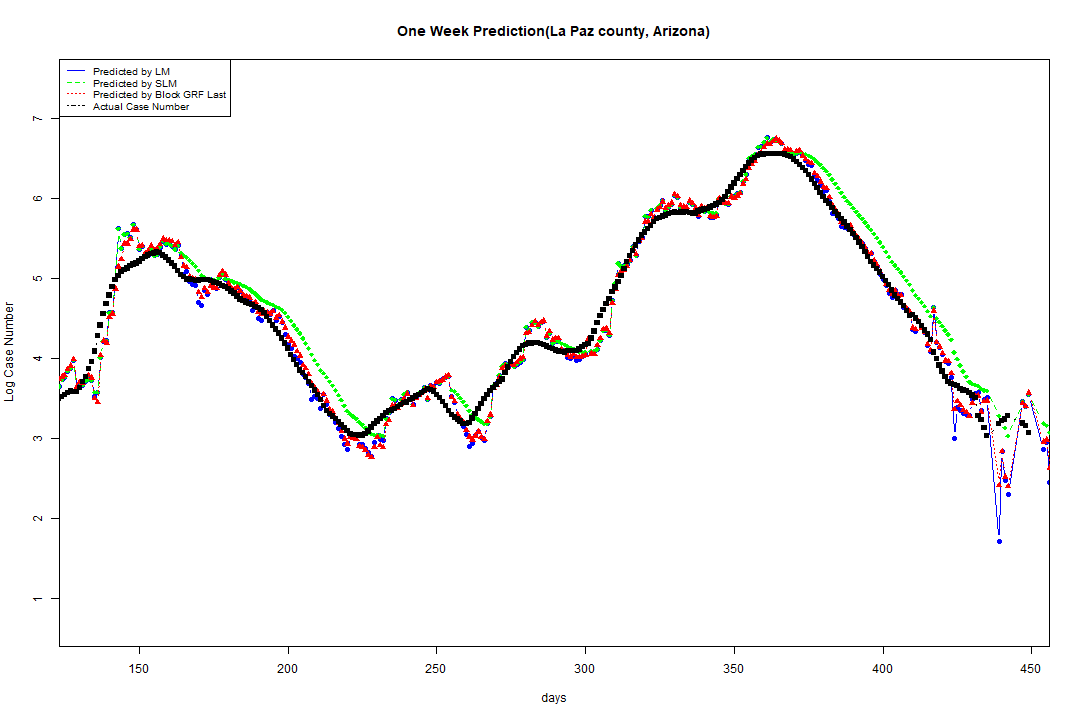 One Week Prediction(La Paz county, Arizona)
Predicted by LM
Predicted by SLM
Predicted by Block GRF Last
Actual Case Number
7
6
5
4
3
2
1
Log Case Number
150 200 250 300 350 400 450
days